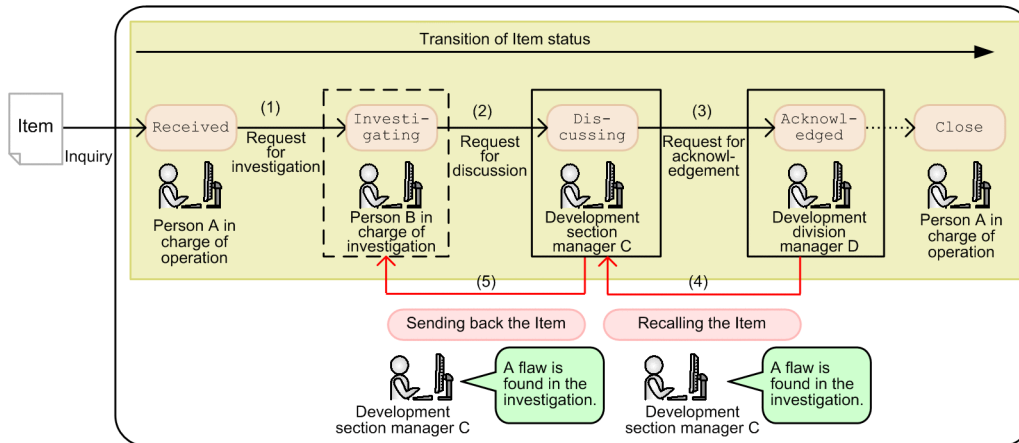 Transition of Item status
Item
Inquiry
Received
(1)
Request
for
investigation
Investi-
gating
(2)
Request
for
discussion
Dis-
cussing
(3)
Request for
acknowl-
edgement
Acknowl-
edged
Close
Person A in
charge of
operation
Person B in
charge of
investigation
Development
section
manager C
Development
division
manager D
Person A in
charge of
operation
(5)
(4)
Sending back the Item
Recalling the Item
A flaw is
found in the
investigation.
Development
section manager C
A flaw is
found in the
investigation.
Development
section manager C